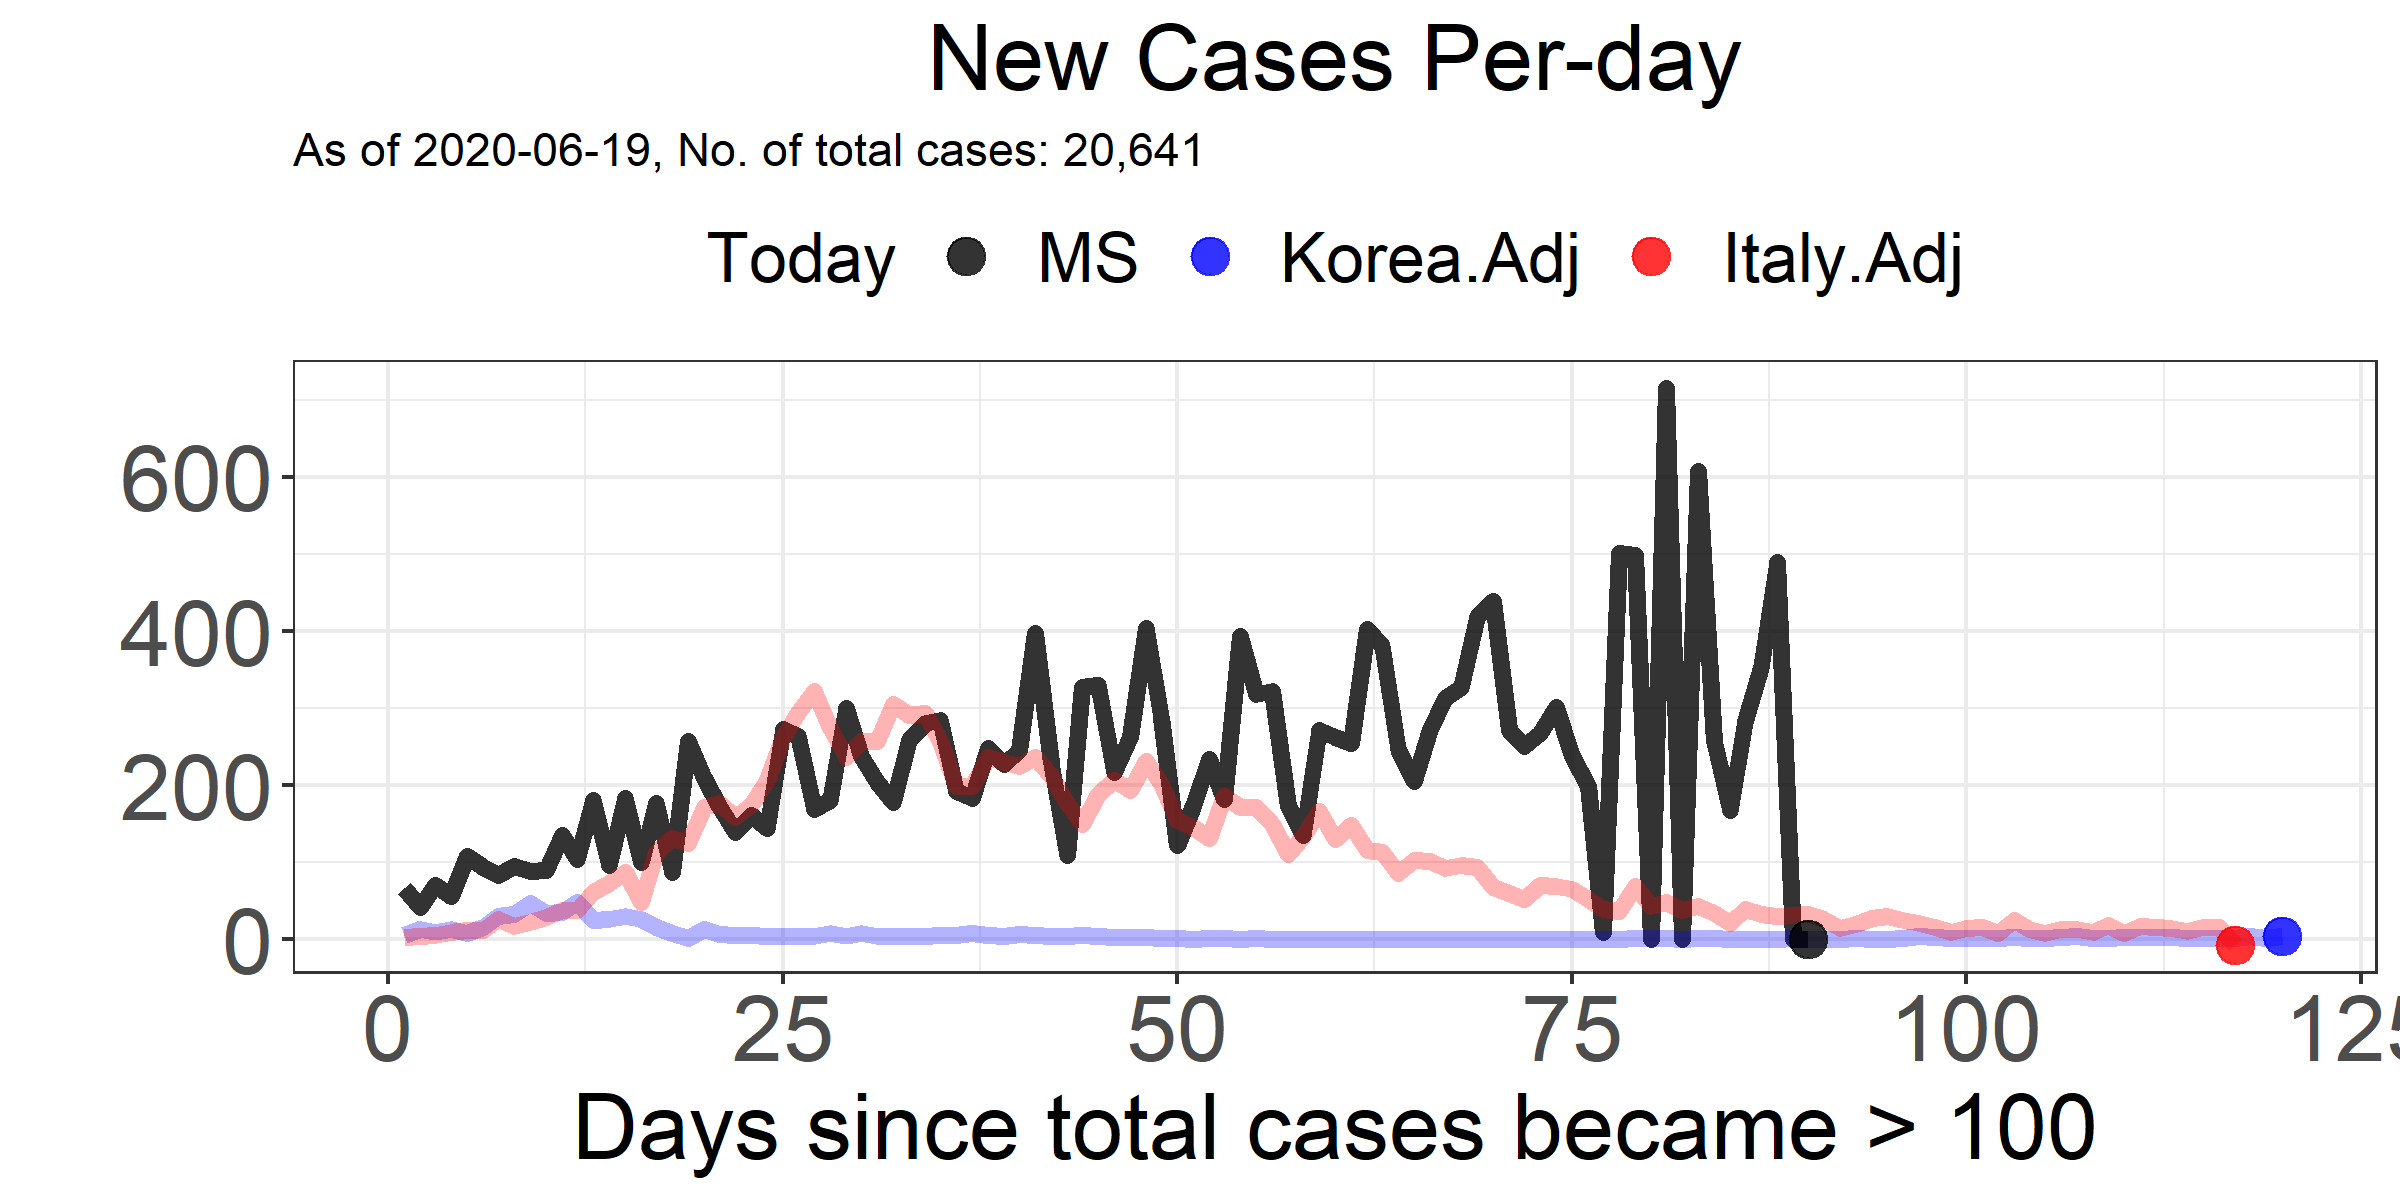 New Cases Per-day
As of 2020-06-19, No. of total cases: 20,641
Today MS Korea.Adj Italy.Adj
600
400
200
0
0 25 50 75 100 125
Days since total cases became > 100